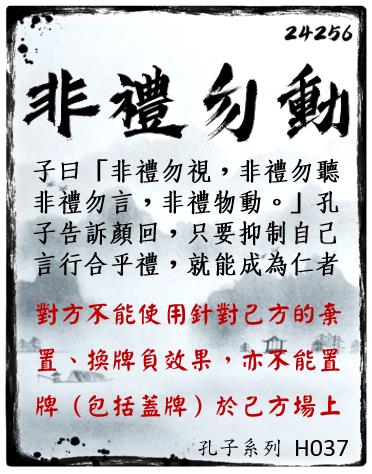 24256
非禮勿動
子曰「非禮勿視，非禮勿聽
非禮勿言，非禮物動。」孔
子告訴顏回，只要抑制自己
言行合乎禮，就能成為仁者
對方不能使用針對己方的棄
置、換牌負效果，亦不能置
牌（包括蓋牌）於己方場上
孔子系列 H037